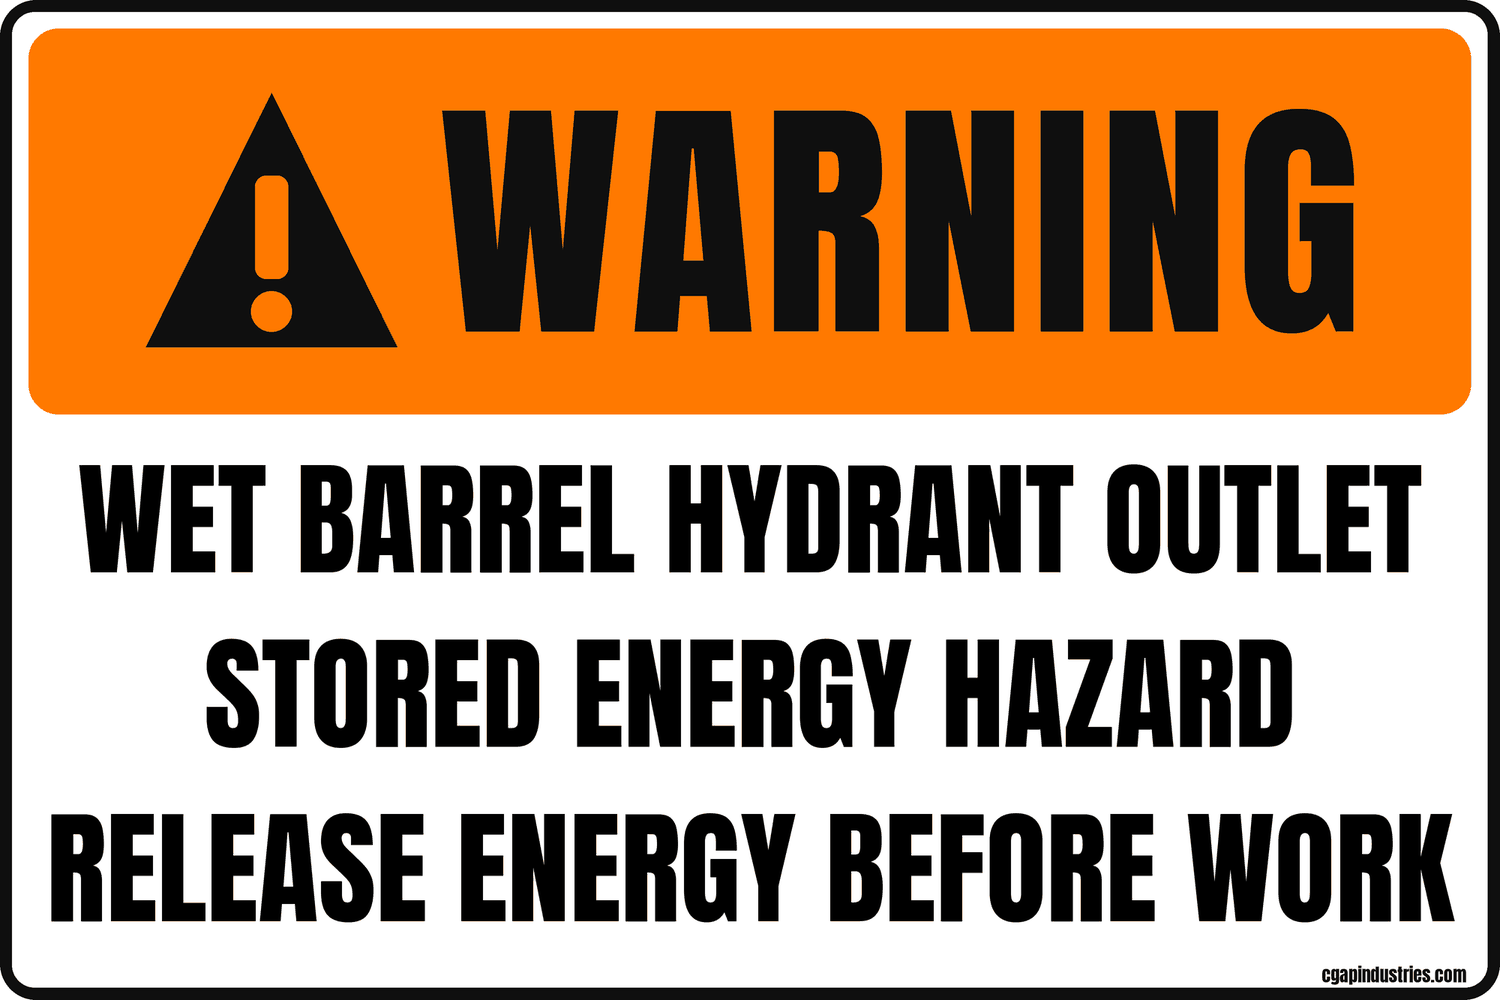 WARNING
WET BARREL HYDRANT OUTLET
STORED ENERGY HAZARD
RELEASE ENERGY BEFORE WORK
cgapindustries.com